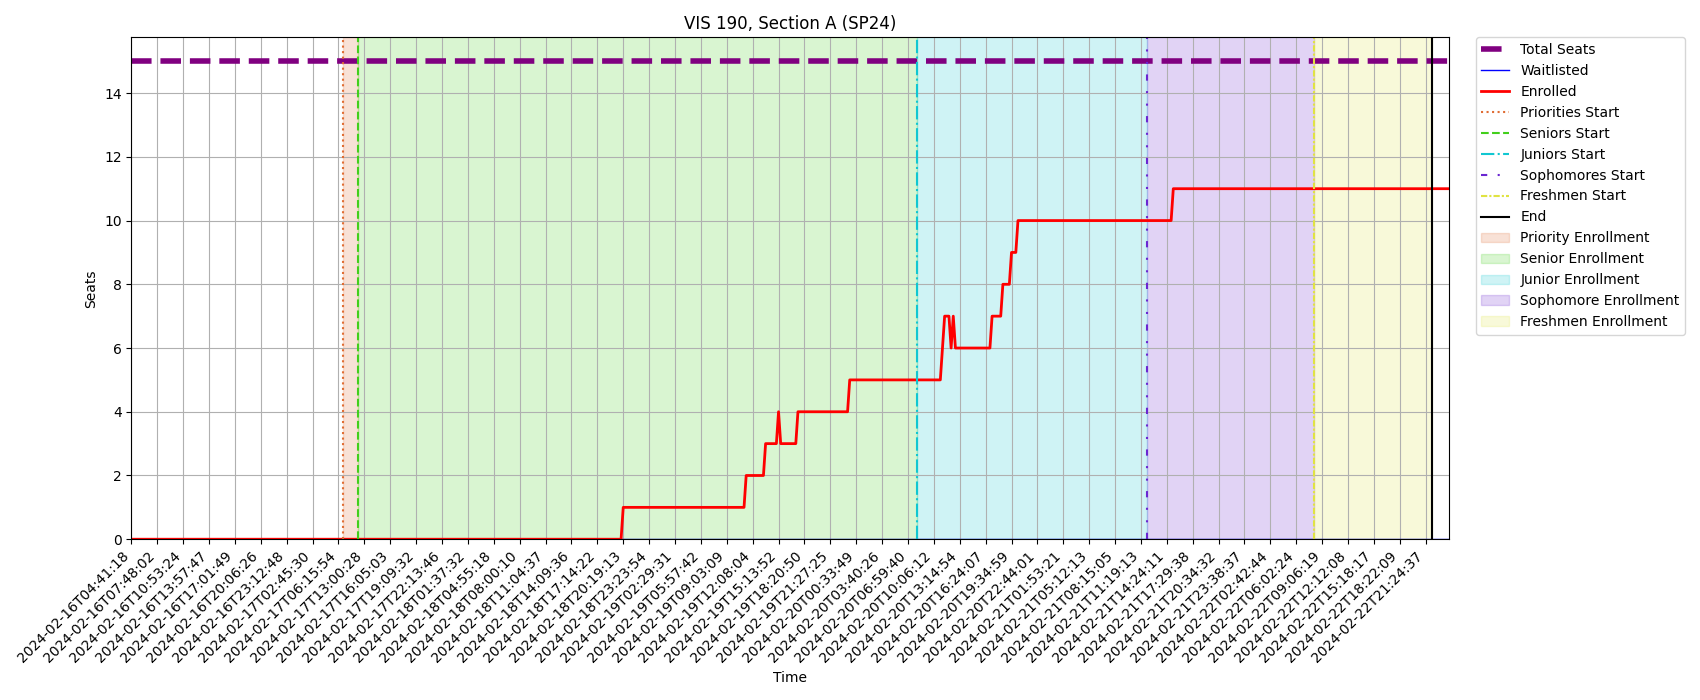 VIS 190, Section A (SP24)
Total Seats
Waitlisted
Enrolled
Priorities Start
Seniors Start
Juniors Start
Sophomores Start
Freshmen Start
End
Priority Enrollment
Senior Enrollment
Junior Enrollment
Sophomore Enrollment
Freshmen Enrollment
Seats
14
12
10
8
6
4
2
0
2024-02-16T04:41:18
2024-02-16T07:48:02
2024-02-16T10:53:24
2024-02-16T13:57:47
2024-02-16T17:01:49
2024-02-16T20:06:26
2024-02-16T23:12:48
2024-02-17T02:45:30
2024-02-17T06:15:54
2024-02-17T13:00:28
2024-02-17T16:05:03
2024-02-17T19:09:32
2024-02-17T22:13:46
2024-02-18T01:37:32
2024-02-18T04:55:18
2024-02-18T08:00:10
2024-02-18T11:04:37
2024-02-18T14:09:36
2024-02-18T17:14:22
2024-02-18T20:19:13
2024-02-18T23:23:54
2024-02-19T02:29:31
2024-02-19T05:57:42
2024-02-19T09:03:09
2024-02-19T12:08:04
2024-02-19T15:13:52
2024-02-19T18:20:50
2024-02-19T21:27:25
2024-02-20T00:33:49
2024-02-20T03:40:26
2024-02-20T06:59:40
2024-02-20T10:06:12
2024-02-20T13:14:54
2024-02-20T16:24:07
2024-02-20T19:34:59
2024-02-20T22:44:01
2024-02-21T01:53:21
2024-02-21T05:12:13
2024-02-21T08:15:05
2024-02-21T11:19:13
2024-02-21T14:24:11
2024-02-21T17:29:38
2024-02-21T20:34:32
2024-02-21T23:38:37
2024-02-22T02:42:44
2024-02-22T06:02:24
2024-02-22T09:06:19
2024-02-22T12:12:08
2024-02-22T15:18:17
2024-02-22T18:22:09
2024-02-22T21:24:37
Time